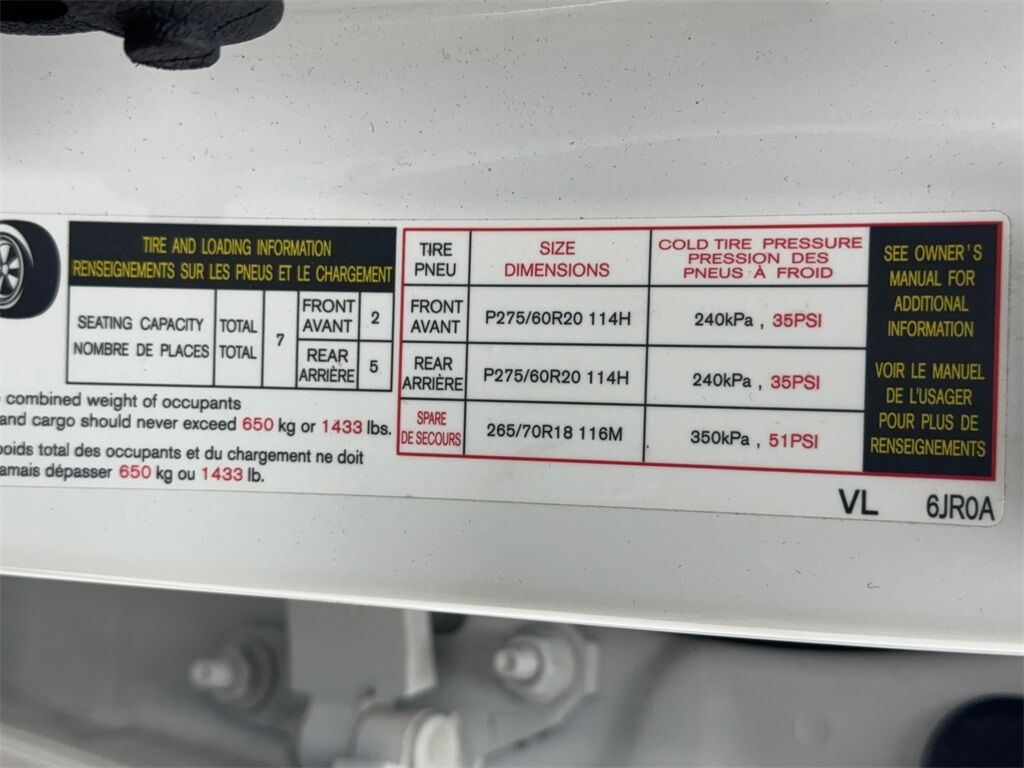 TIRE AND LOADING INFORMATION
RENSEIGNEMENTS SUR LES PNEUS ET LE CHARGEMENT
SEATING CAPACITY
NOMBRE DE PLACES
TOTAL
TOTAL
7
FRONT
AVANT
2
REAR
ARRIÈRE
5
combined weight of occupants
and cargo should never exceed 650 kg or 1433 lbs.
total des occupants et du chargement ne doit
dépasser 650 kg ou 1433 lb.
TIRE
PNEU
SIZE
DIMENSIONS
COLD TIRE PRESSURE
PRESSION DES
PNEUS À FROID
FRONT
AVANT
P275/60R20 114H
240kPa , 35PSI
REAR
ARRIÈRE
P275/60R20 114H
240kPa , 35PSI
SPARE
DE SECOURS
265/70R18 116M
350kPa , 51PSI
SEE OWNER'S
MANUAL FOR
ADDITIONAL
INFORMATION
VOIR LE MANUEL
DE L'USAGER
POUR PLUS DE
RENSEIGNEMENTS
VL 6JR0A